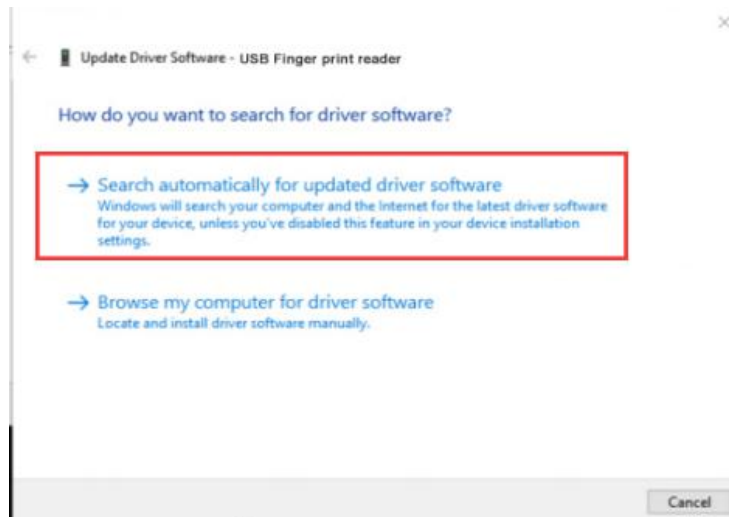 Update Driver Software - USB Finger print reader
How do you want to search for driver software?
Search automatically for updated driver software
Windows will search your computer and the Internet for the latest driver software
for your device, unless you've disabled this feature in your device installation
settings.
Browse my computer for driver software
Locate and install driver software manually.
Cancel